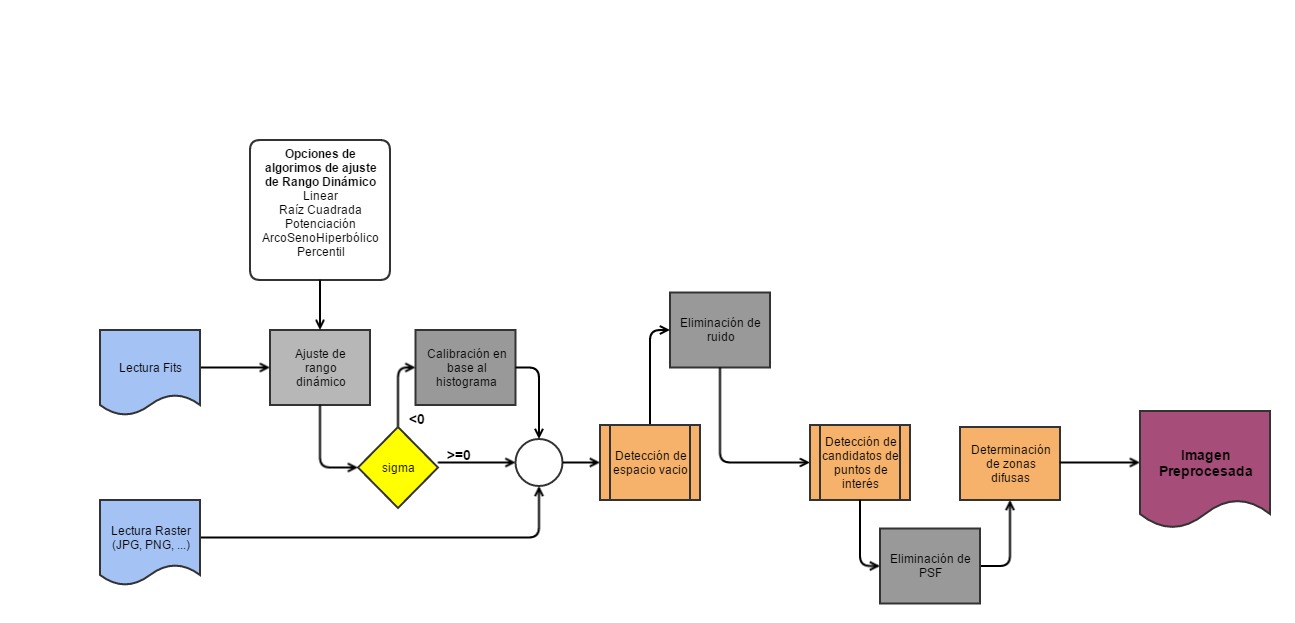 Opciones de
algorimos de ajuste
de Rango Dinámico
Linear
Raíz Cuadrada
Potenciación
ArcoSenoHiperbólico
Percentil
Lectura Fits
Ajuste de
rango
dinámico
Calibración en
base al
histograma
<0
sigma
>=0
Lectura Raster
(JPG, PNG, ...)
Detección de
espacio vacio
Eliminación de
ruido
Detección de
candidatos de
puntos de
interés
Eliminación de
PSF
Determinación
de zonas
difusas
Imagen
Preprocesada